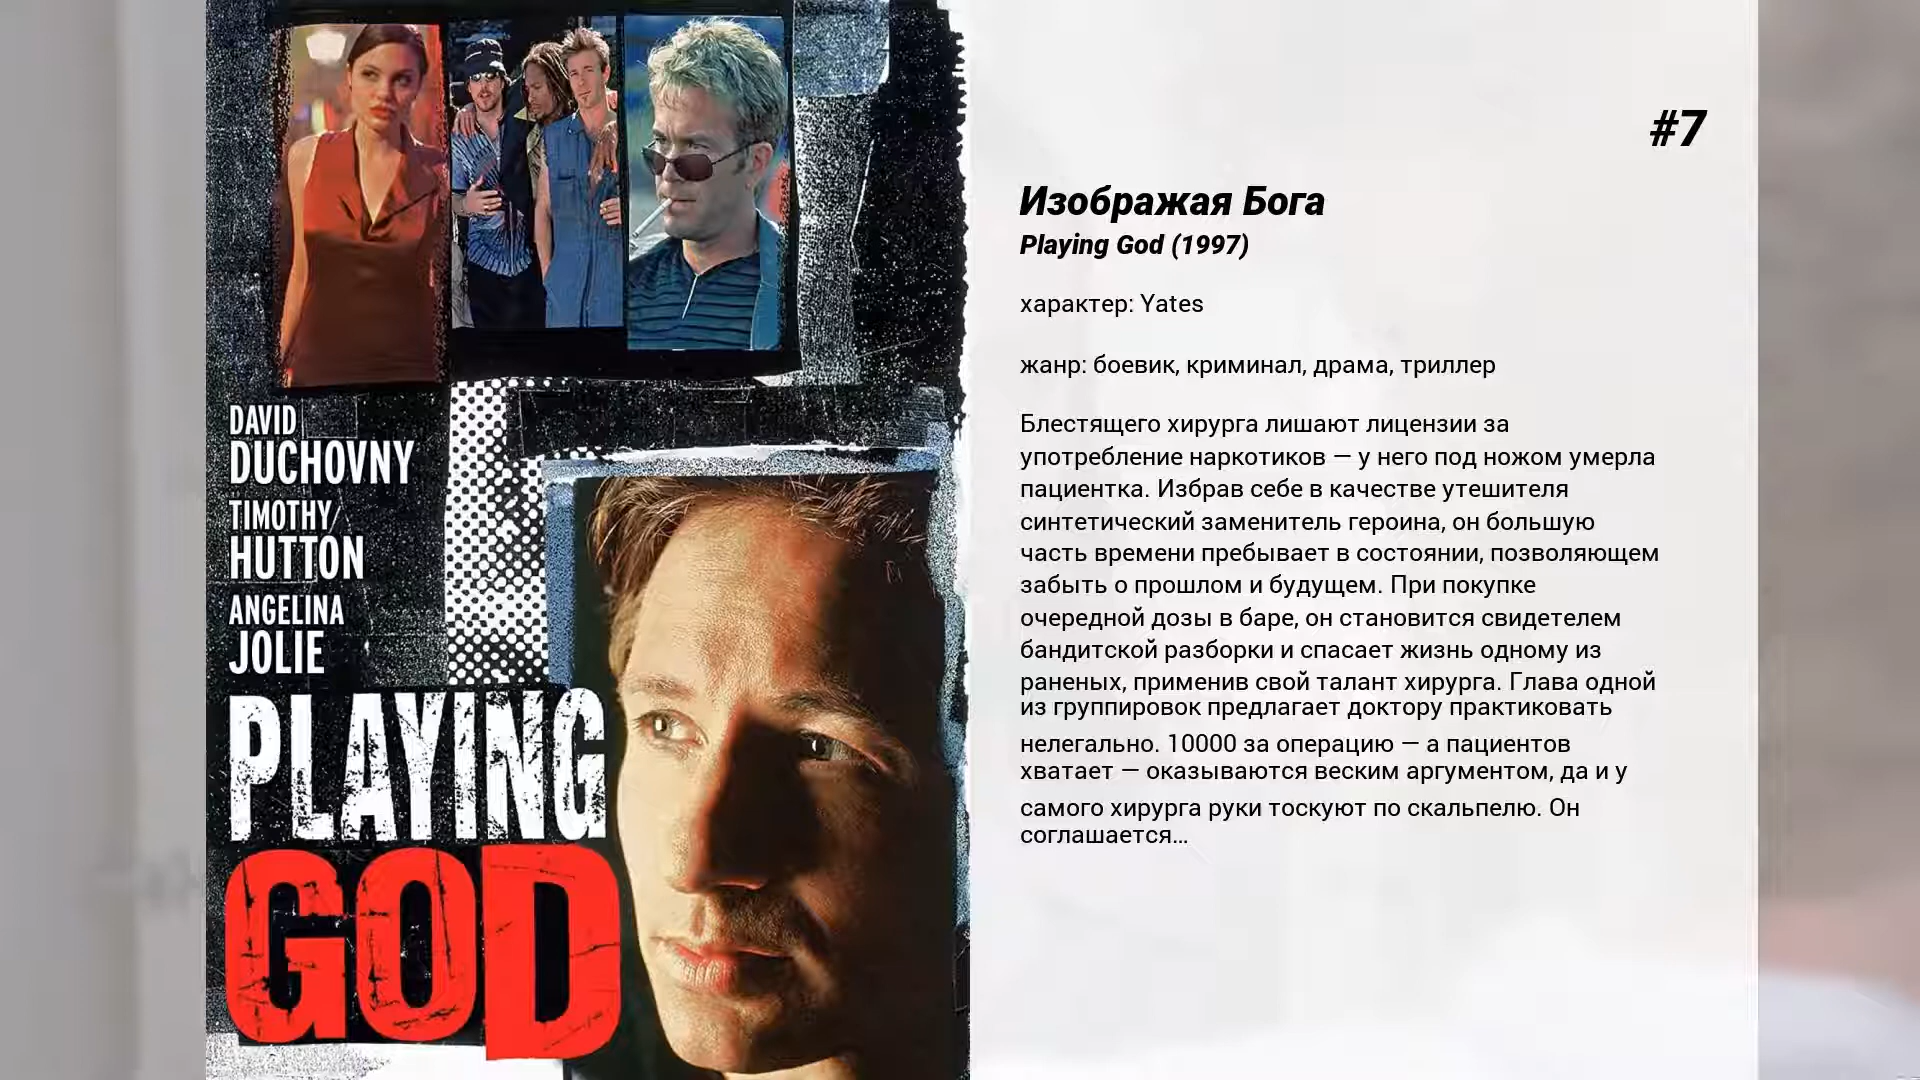 DAVID
DUCHOVNY
TIMOTHY
HUTTON
ANGELINA
JOLIE
PLAYING
GOD
#7
Изображая Бога
Playing God (1997)
характер: Yates
жанр: боевик, криминал, драма, триллер
Блестящего хирурга лишают лицензии за
употребление наркотиков — у него под ножом умерла
пациентка. Избрав себе в качестве утешителя
синтетический заменитель героина, он большую
часть времени пребывает в состоянии, позволяющем
забыть о прошлом и будущем. При покупке
очередной дозы в баре, он становится свидетелем
бандитской разборки и спасает жизнь одному из
раненых, применив свой талант хирурга. Глава одной
из группировок предлагает доктору практиковать
нелегально. 10000 за операцию — а пациентов
хватает — оказываются веским аргументом, да и у
самого хирурга руки тоскуют по скальпелю. Он
соглашается…